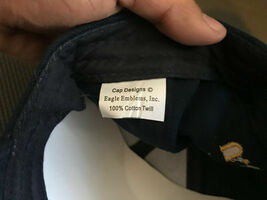 Cap Designs ©
Eagle Emblems, Inc.
100% Cotton Twill